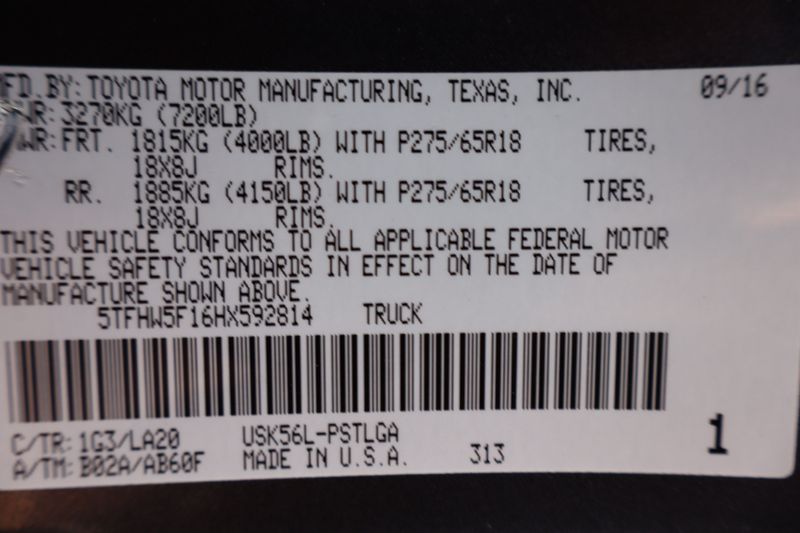 MFD. BY: TOYOTA MOTOR MANUFACTURING, TEXAS, INC. 09/16
GVWR: 3270KG (7200LB)
GAWR: FRT. 1815KG (4000LB) WITH P275/65R18 TIRES,
18X8J RIMS.
RR. 1885KG (4150LB) WITH P275/65R18 TIRES,
18X8J RIMS.
THIS VEHICLE CONFORMS TO ALL APPLICABLE FEDERAL MOTOR
VEHICLE SAFETY STANDARDS IN EFFECT ON THE DATE OF
MANUFACTURE SHOWN ABOVE.
5TFHW5F16HX592814 TRUCK
C/TR: 1G3/LA20 USK56L-PSTLGA 1
A/TM: B02A/AB60F MADE IN U.S.A. 313